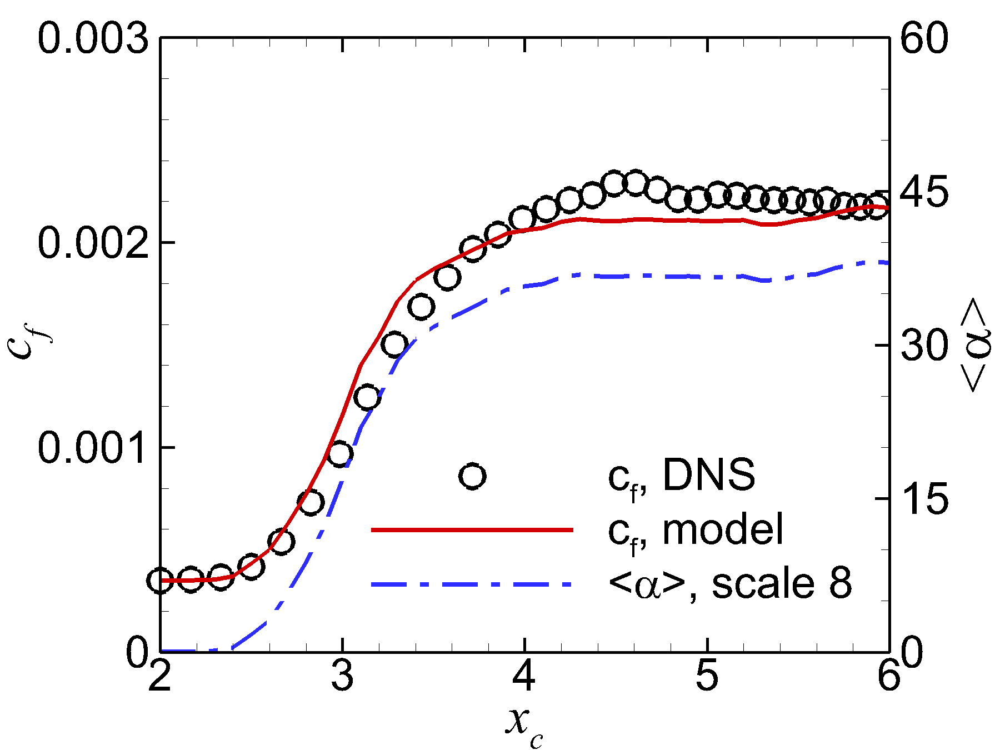 0.003
0.002
0.001
0
60
45
30
15
0
2 3 4 5 6
c_f
<α>
x_c
c_f, DNS
c_f, model
<α>, scale 8